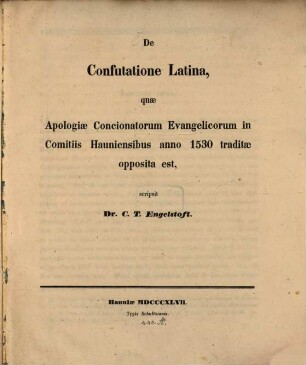 De
Confutatione Latina,
quæ
Apologiæ Concionatorum Evangelicorum in
Comitiis Hauniensibus anno 1530 traditæ
opposita est,
scripsit
Dr. C. T. Engelstoft.
Hauniæ MDCCCXLVII.
Typis Schultzianis.